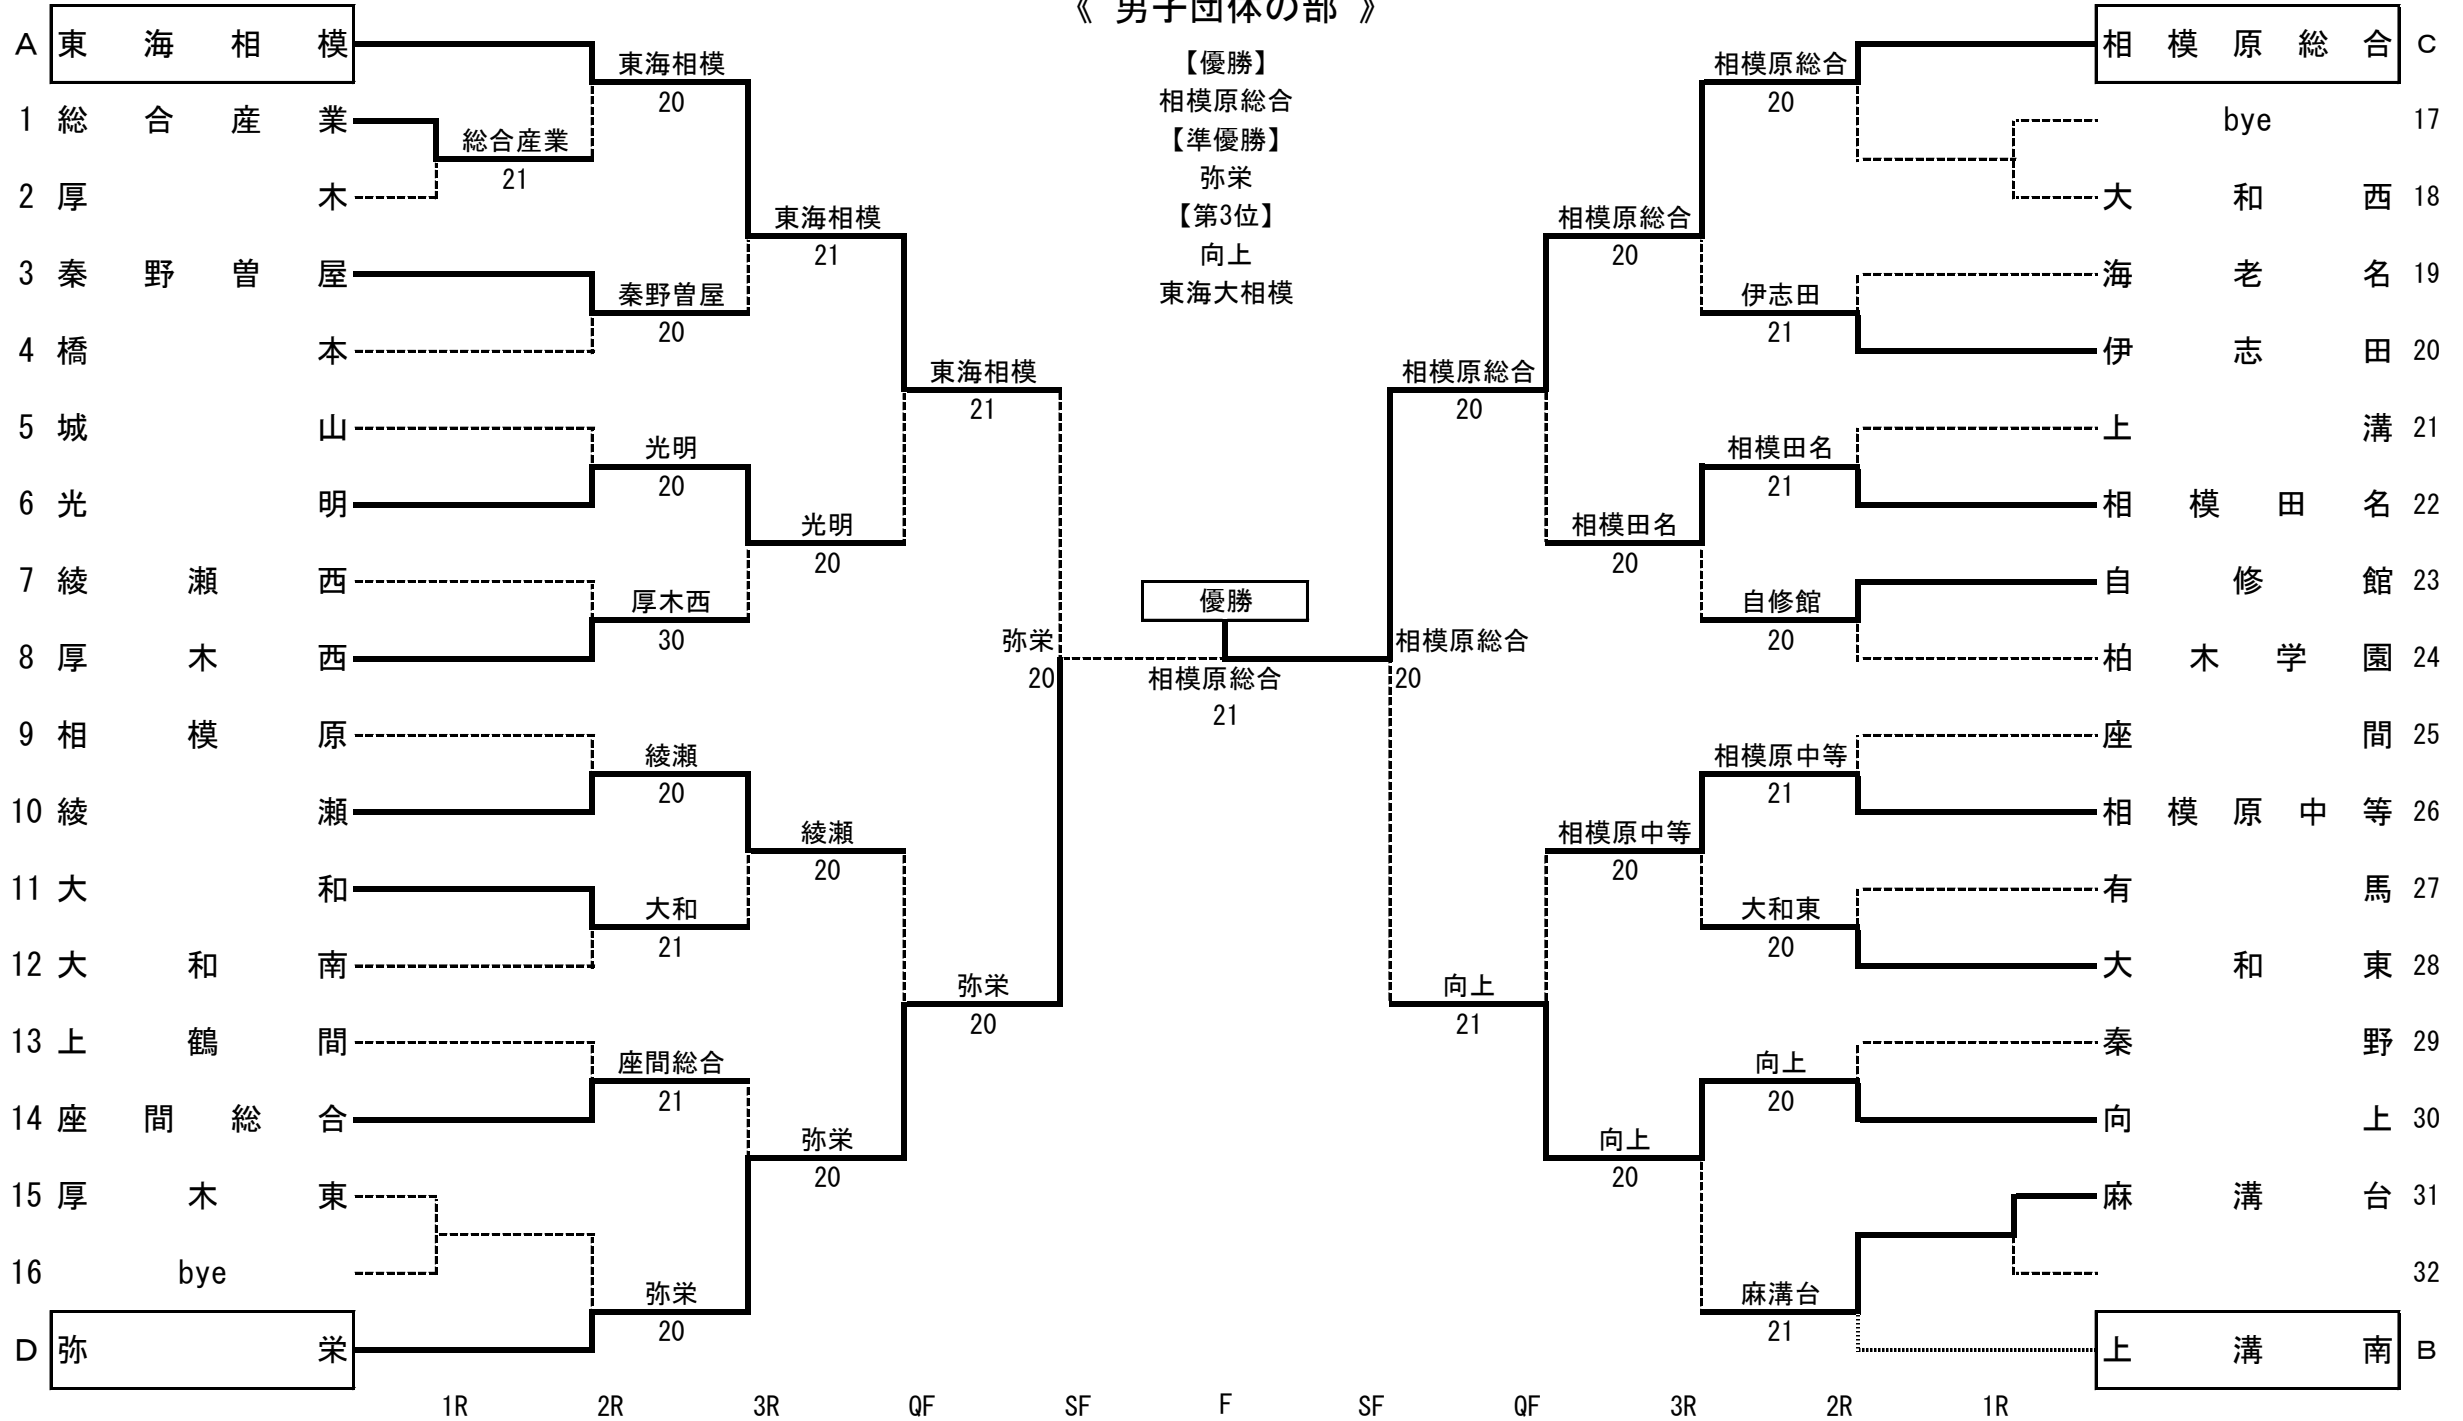 《 男子団体の部 》
【優勝】
相模原総合
【準優勝】
弥栄
【第3位】
向上
東海大相模
A 東海相模
1 総合産業
2 厚木
3 秦野曽屋
4 橋本
5 城山
6 光明
7 綾瀬西
8 厚木西
9 相模原
10 綾瀬
11 大和
12 大和南
13 上鶴間
14 座間総合
15 厚木東
16 bye
D 弥栄
総合産業
21
東海相模
20
秦野曽屋
20
光明
20
厚木西
30
綾瀬
20
大和
21
座間総合
21
弥栄
20
東海相模
21
光明
20
綾瀬
20
弥栄
20
東海相模
21
弥栄
20
弥栄
20
優勝
相模原総合
21
相模原総合
20
相模原総合
20
向上
21
相模原総合
20
相模田名
20
相模原中等
20
向上
20
相模原総合
20
伊志田
21
相模田名
21
自修館
20
相模原中等
21
大和東
20
向上
20
麻溝台
21
相模原総合 C
bye 17
大和西 18
海老名 19
伊志田 20
上溝 21
相模田名 22
自修館 23
柏木学園 24
座間 25
相模原中等 26
有馬 27
大和東 28
秦野 29
向上 30
麻溝台 31
32
上溝南 B
1R 2R 3R QF SF F SF QF 3R 2R 1R